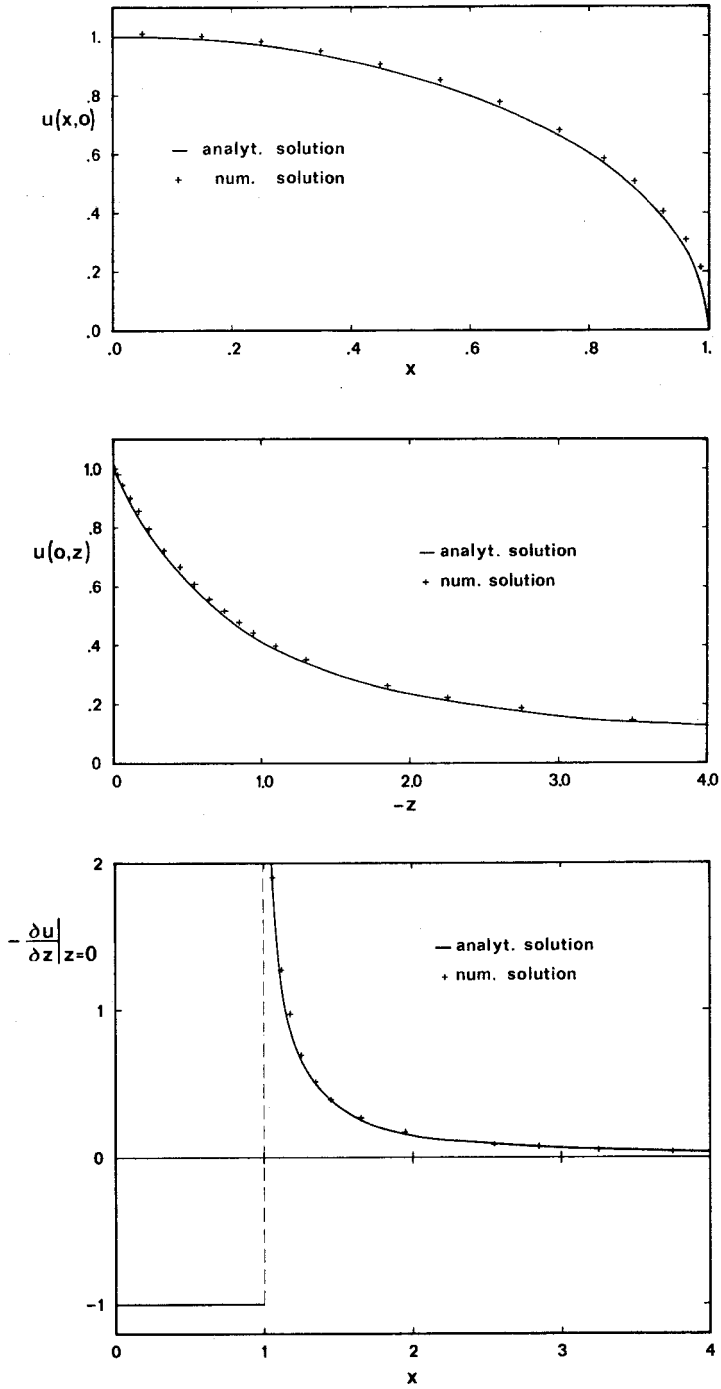 1.
.8
u(x,o)
.6
— analyt. solution
+ num. solution
.4
.2
.0
.0 .2 .4 .6 .8 1.
x
1.0
.8
u(o,z)
— analyt. solution
.6
+ num. solution
.4
.2
0
0 1.0 2.0 3.0 4.0
-z
2
- ∂u/∂z|z=0
— analyt. solution
+ num. solution
1
0
-1
0 1 2 3 4
x